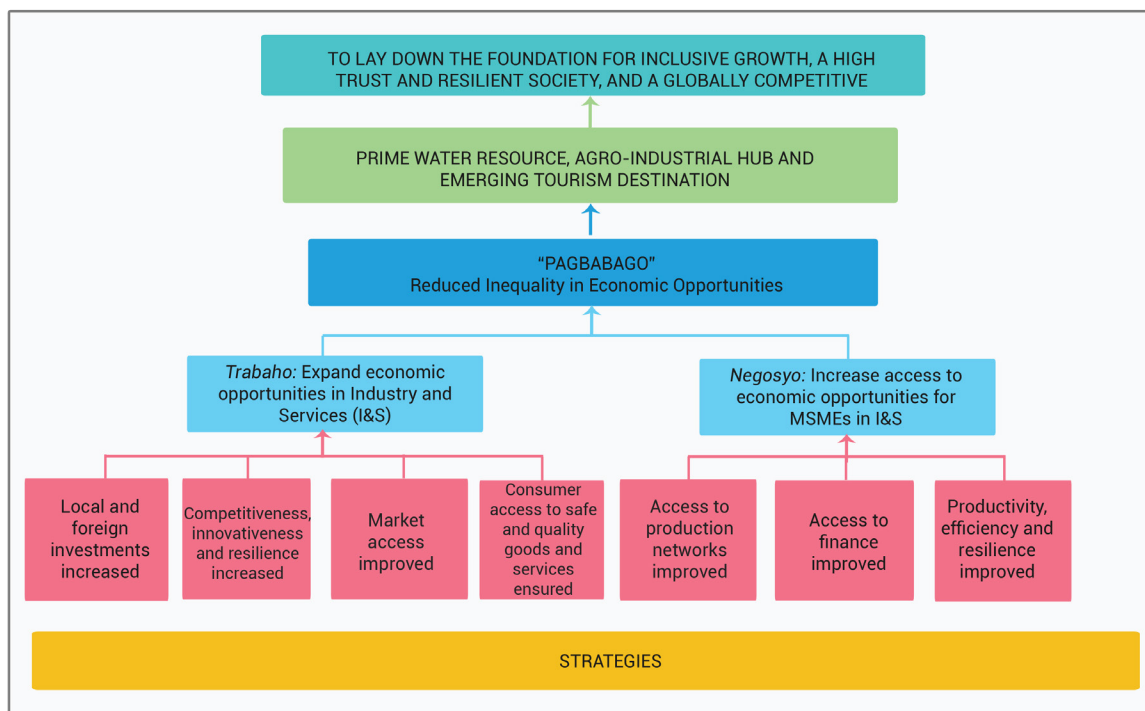 TO LAY DOWN THE FOUNDATION FOR INCLUSIVE GROWTH, A HIGH
TRUST AND RESILIENT SOCIETY, AND A GLOBALLY COMPETITIVE
PRIME WATER RESOURCE, AGRO-INDUSTRIAL HUB AND
EMERGING TOURISM DESTINATION
“PAGBABAGO”
Reduced Inequality in Economic Opportunities
Trabaho: Expand economic
opportunities in Industry and
Services (I&S)
Negosyo: Increase access to
economic opportunities for
MSMEs in I&S
Local and
foreign
investments
increased
Competitiveness,
innovativeness
and resilience
increased
Market
access
improved
Consumer
access to safe
and quality
goods and
services
ensured
Access to
production
networks
improved
Access to
finance
improved
Productivity,
efficiency and
resilience
improved
STRATEGIES